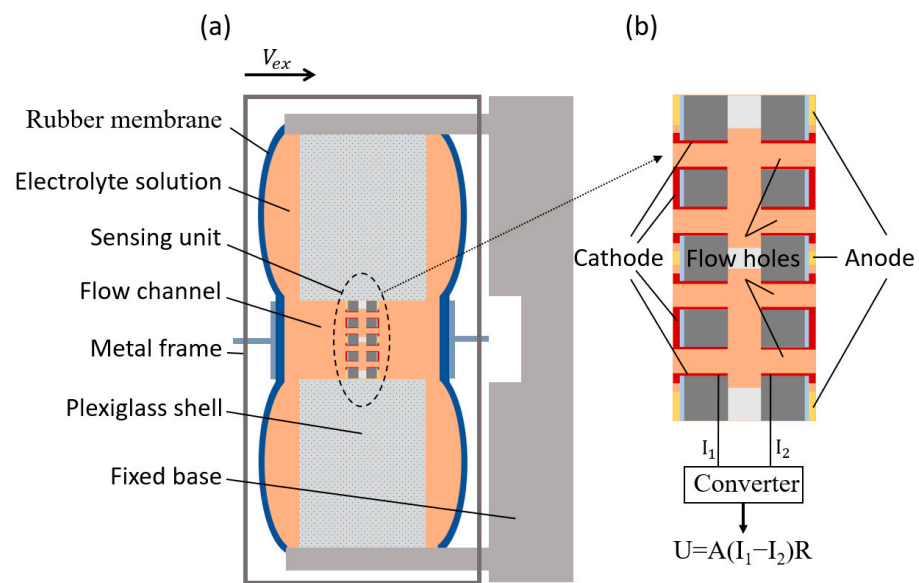 (a)
V_ex
Rubber membrane
Electrolyte solution
Sensing unit
Flow channel
Metal frame
Plexiglass shell
Fixed base
(b)
Cathode
Flow holes
Anode
I₁
I₂
Converter
U=A(I₁−I₂)R